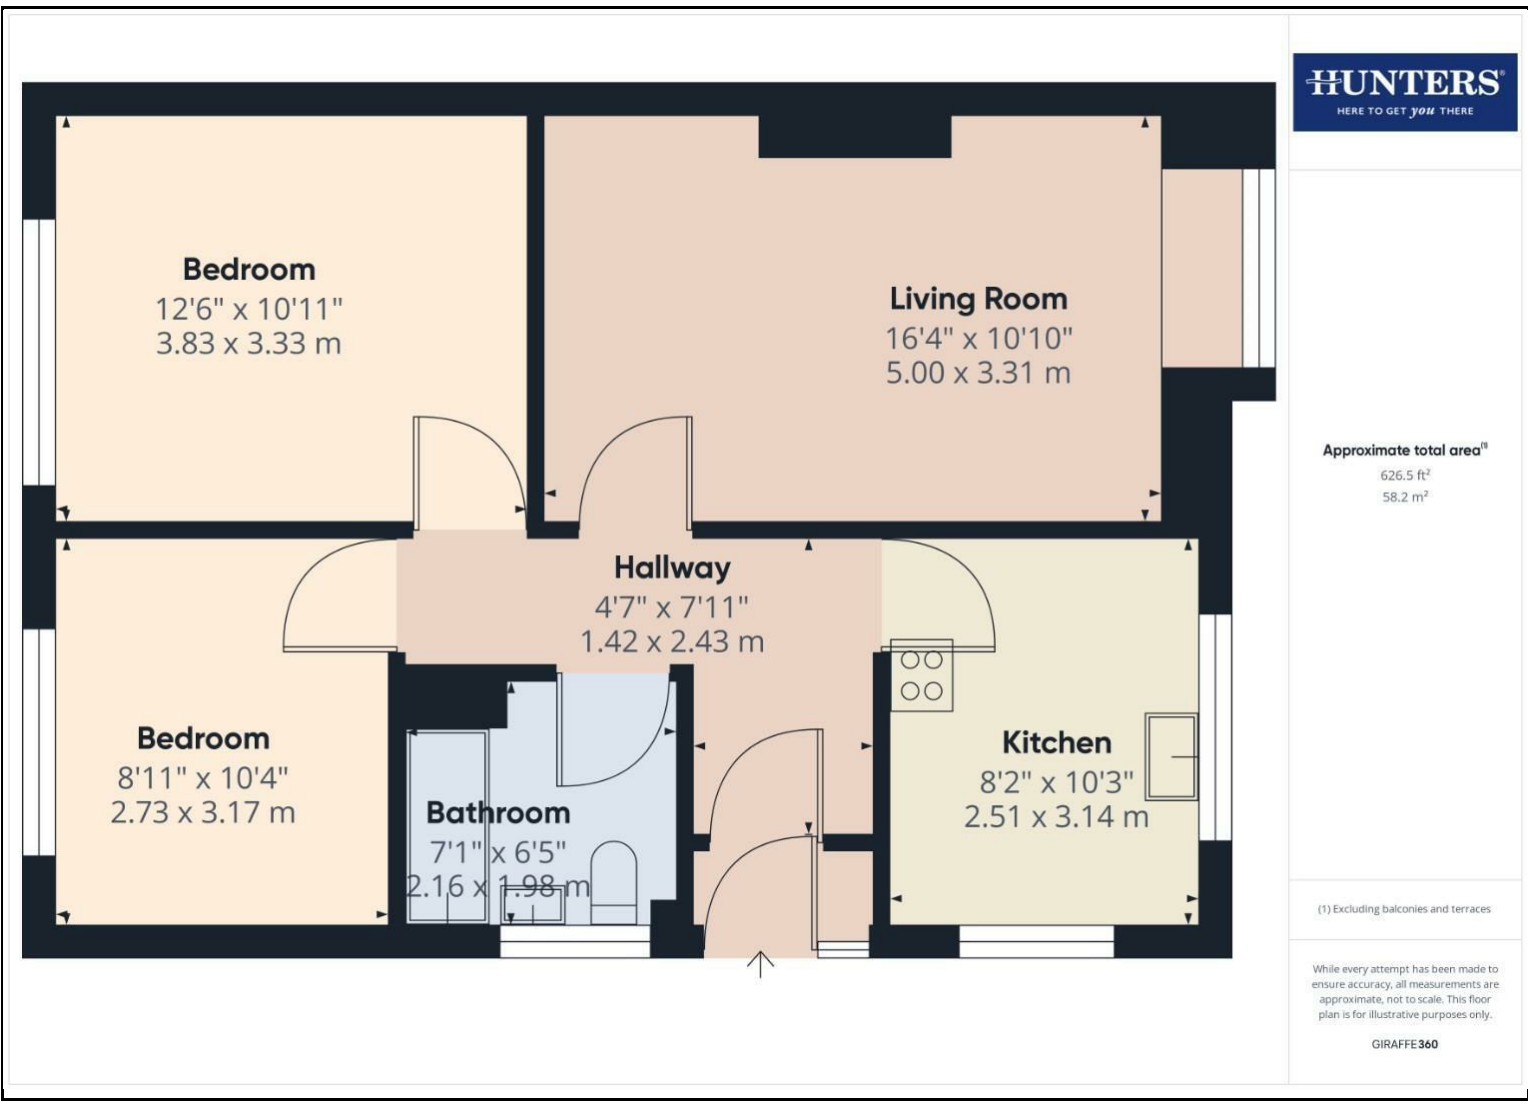 Bedroom
12'6" x 10'11"
3.83 x 3.33 m
Living Room
16'4" x 10'10"
5.00 x 3.31 m
Hallway
4'7" x 7'11"
1.42 x 2.43 m
Bedroom
8'11" x 10'4"
2.73 x 3.17 m
Bathroom
7'1" x 6'5"
2.16 x 1.98 m
Kitchen
8'2" x 10'3"
2.51 x 3.14 m
HUNTERS®
HERE TO GET you THERE
Approximate total area⁽¹⁾
626.5 ft²
58.2 m²
(1) Excluding balconies and terraces
While every attempt has been made to
ensure accuracy, all measurements are
approximate, not to scale. This floor
plan is for illustrative purposes only.
GIRAFFE360